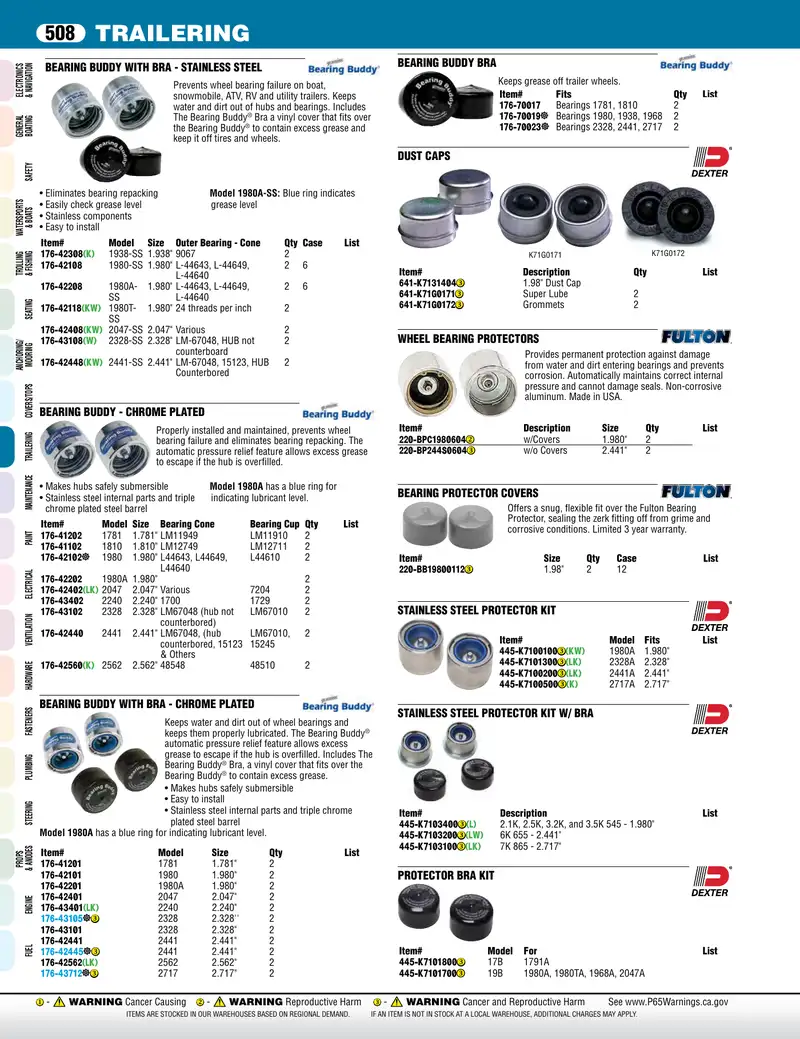 508 TRAILERING
ELECTRONICS
& NAVIGATION
GENERAL
BOATING
SAFETY
WATERSPORTS
& BOATS
TROLLING
& FISHING
SEATING
ANCHORING/
MOORING
COVERS/TOPS
TRAILERING
MAINTENANCE
PAINT
ELECTRICAL
VENTILATION
HARDWARE
FASTENERS
PLUMBING
STEERING
PROPS
& ANODES
ENGINE
FUEL
BEARING BUDDY WITH BRA - STAINLESS STEEL
genuine
Bearing Buddy®
Prevents wheel bearing failure on boat,
snowmobile, ATV, RV and utility trailers. Keeps
water and dirt out of hubs and bearings. Includes
The Bearing Buddy® Bra a vinyl cover that fits over
the Bearing Buddy® to contain excess grease and
keep it off tires and wheels.
• Eliminates bearing repacking
• Easily check grease level
• Stainless components
• Easy to install
Model 1980A-SS: Blue ring indicates
grease level
Item# Model Size Outer Bearing - Cone Qty Case List
176-42308(K) 1938-SS 1.938" 9067 2
176-42108 1980-SS 1.980" L-44643, L-44649, 2 6
L-44640
176-42208 1980A- 1.980" L-44643, L-44649, 2 6
SS L-44640
176-42118(KW) 1980T- 1.980" 24 threads per inch 2
SS
176-42408(KW) 2047-SS 2.047" Various 2
176-43108(W) 2328-SS 2.328" LM-67048, HUB not 2
counterboard
176-42448(KW) 2441-SS 2.441" LM-67048, 15123, HUB 2
Counterbored
BEARING BUDDY - CHROME PLATED
genuine
Bearing Buddy®
Properly installed and maintained, prevents wheel
bearing failure and eliminates bearing repacking. The
automatic pressure relief feature allows excess grease
to escape if the hub is overfilled.
• Makes hubs safely submersible
• Stainless steel internal parts and triple
chrome plated steel barrel
Model 1980A has a blue ring for
indicating lubricant level.
Item# Model Size Bearing Cone Bearing Cup Qty List
176-41202 1781 1.781" LM11949 LM11910 2
176-41102 1810 1.810" LM12749 LM12711 2
176-42102 1980 1.980" L44643, L44649, L44610 2
L44640
176-42202 1980A 1.980" 2
176-42402(LK) 2047 2.047" Various 7204 2
176-43402 2240 2.240" 1700 1729 2
176-43102 2328 2.328" LM67048 (hub not LM67010 2
counterbored)
176-42440 2441 2.441" LM67048, (hub LM67010, 2
counterbored, 15123 15245
& Others
176-42560(K) 2562 2.562" 48548 48510 2
BEARING BUDDY WITH BRA - CHROME PLATED
genuine
Bearing Buddy®
Keeps water and dirt out of wheel bearings and
keeps them properly lubricated. The Bearing Buddy®
automatic pressure relief feature allows excess
grease to escape if the hub is overfilled. Includes The
Bearing Buddy® Bra, a vinyl cover that fits over the
Bearing Buddy® to contain excess grease.
• Makes hubs safely submersible
• Easy to install
• Stainless steel internal parts and triple chrome
plated steel barrel
Model 1980A has a blue ring for indicating lubricant level.
Item# Model Size Qty List
176-41201 1781 1.781" 2
176-42101 1980 1.980" 2
176-42201 1980A 1.980" 2
176-42401 2047 2.047" 2
176-43401(LK) 2240 2.240" 2
176-43105 3 2328 2.328'' 2
176-43101 2328 2.328" 2
176-42441 2441 2.441" 2
176-42445 3 2441 2.441" 2
176-42562(LK) 2562 2.562" 2
176-43712 3 2717 2.717" 2
BEARING BUDDY BRA
genuine
Bearing Buddy®
Keeps grease off trailer wheels.
Item# Fits Qty List
176-70017 Bearings 1781, 1810 2
176-70019 Bearings 1980, 1938, 1968 2
176-70023 Bearings 2328, 2441, 2717 2
DUST CAPS
DEXTER®
K71G0171
K71G0172
Item# Description Qty List
641-K7131404 3 1.98" Dust Cap
641-K71G0171 3 Super Lube 2
641-K71G0172 3 Grommets 2
WHEEL BEARING PROTECTORS
FULTON
Provides permanent protection against damage
from water and dirt entering bearings and prevents
corrosion. Automatically maintains correct internal
pressure and cannot damage seals. Non-corrosive
aluminum. Made in USA.
Item# Description Size Qty List
220-BPC1980604 2 w/Covers 1.980" 2
220-BP244S0604 3 w/o Covers 2.441" 2
BEARING PROTECTOR COVERS
FULTON
Offers a snug, flexible fit over the Fulton Bearing
Protector, sealing the zerk fitting off from grime and
corrosive conditions. Limited 3 year warranty.
Item# Size Qty Case List
220-BB19800112 3 1.98" 2 12
STAINLESS STEEL PROTECTOR KIT
DEXTER®
Item# Model Fits List
445-K7100100 3 (KW) 1980A 1.980"
445-K7101300 3 (LK) 2328A 2.328"
445-K7100200 3 (LK) 2441A 2.441"
445-K7100500 3 (K) 2717A 2.717"
STAINLESS STEEL PROTECTOR KIT W/ BRA
DEXTER®
Item# Description List
445-K7103400 3 (L) 2.1K, 2.5K, 3.2K, and 3.5K 545 - 1.980"
445-K7103200 3 (LW) 6K 655 - 2.441"
445-K7103100 3 (LK) 7K 865 - 2.717"
PROTECTOR BRA KIT
DEXTER®
Item# Model For List
445-K7101800 3 17B 1791A
445-K7101700 3 19B 1980A, 1980TA, 1968A, 2047A
1 - WARNING Cancer Causing 2 - WARNING Reproductive Harm 3 - WARNING Cancer and Reproductive Harm See www.P65Warnings.ca.gov
ITEMS ARE STOCKED IN OUR WAREHOUSES BASED ON REGIONAL DEMAND. IF AN ITEM IS NOT IN STOCK AT A LOCAL WAREHOUSE, ADDITIONAL CHARGES MAY APPLY.